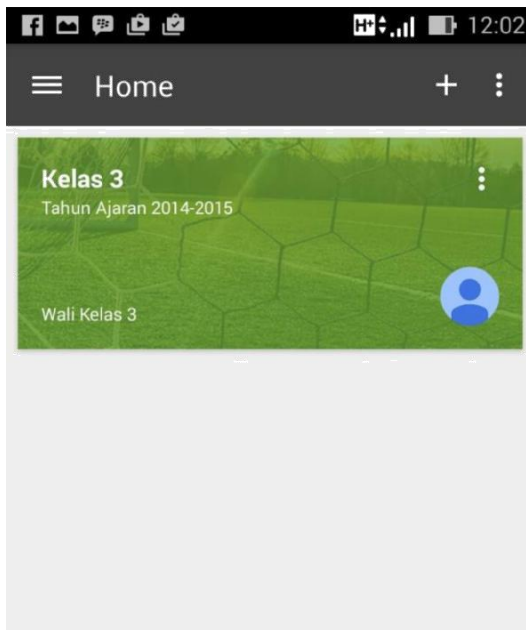 H+ 12:02
Home
Kelas 3
Tahun Ajaran 2014-2015
Wali Kelas 3